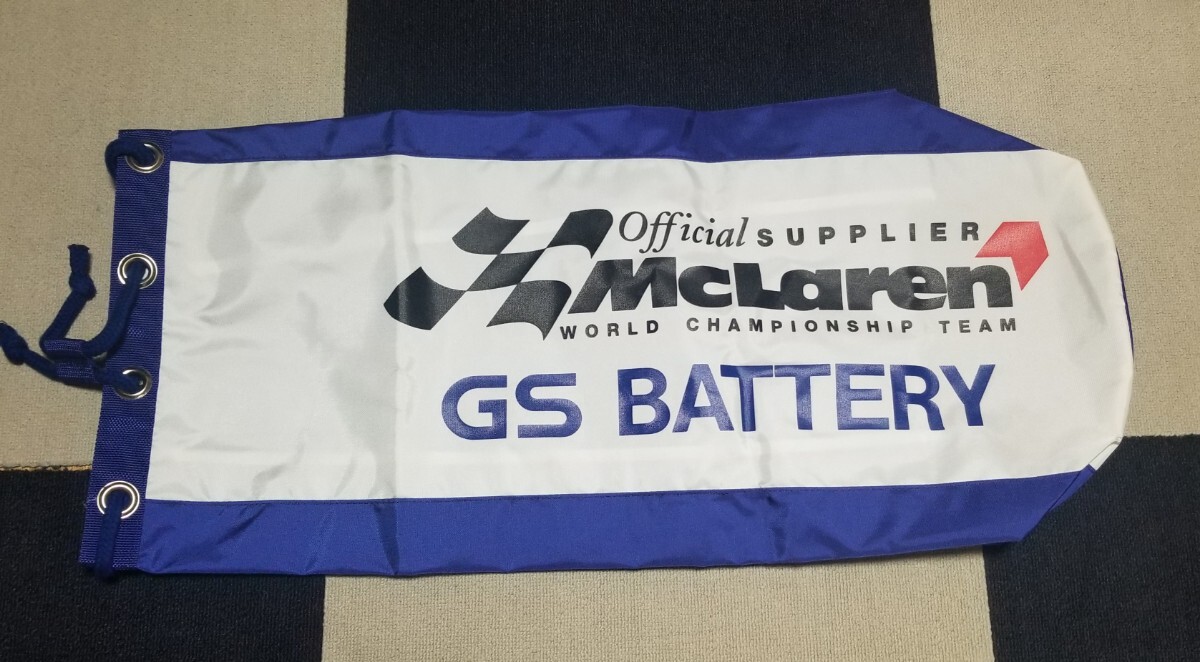 Official SUPPLIER
McLaren
WORLD CHAMPIONSHIP TEAM
GS BATTERY